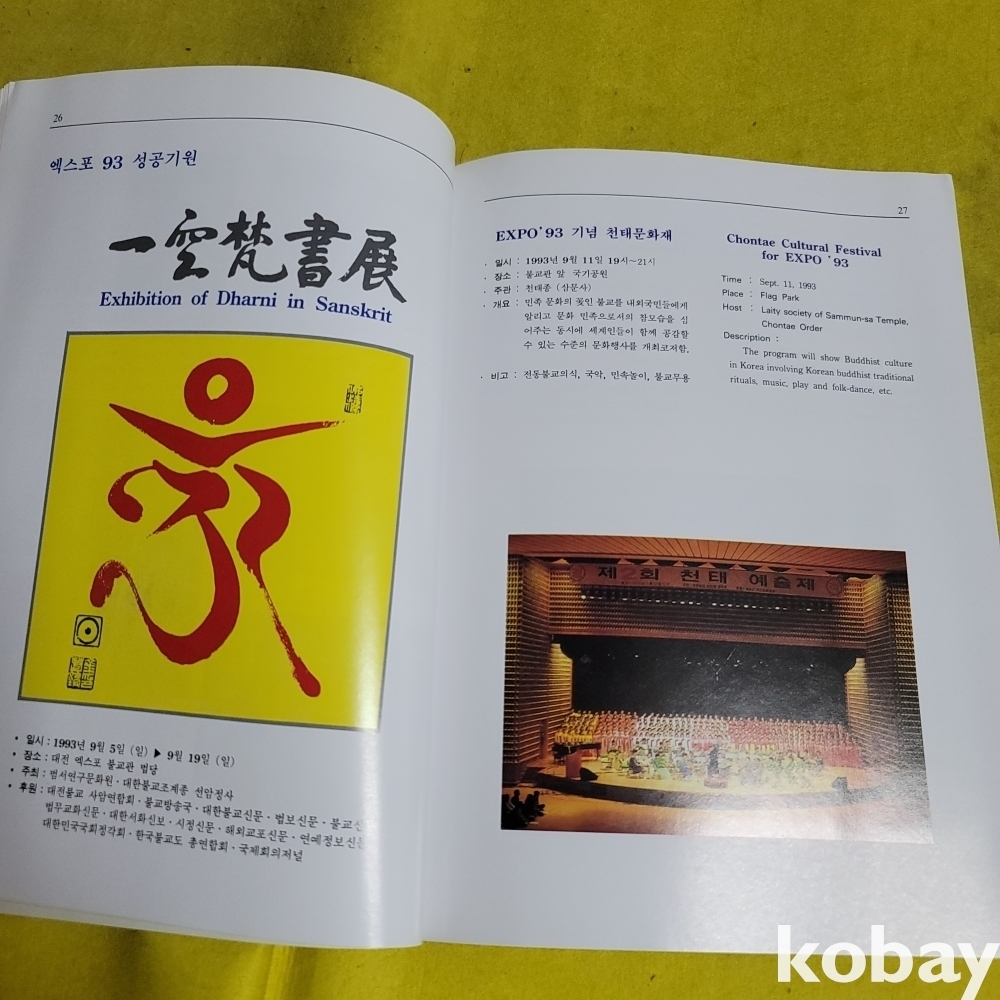 26
엑스포 93 성공기원
一空梵書展
Exhibition of Dharni in Sanskrit
• 일시 : 1993년 9월 5일 (일) ▶ 9월 19일 (일)
• 장소 : 대전 엑스포 불교관 법당
• 주최 : 범서연구문화원 · 대한불교조계종 선암정사
• 후원 : 대전불교 사암연합회 · 불교방송국 · 대한불교신문 · 법보신문 · 불교신
법무교화신문 · 대한서화신보 · 시정신문 · 해외교포신문 · 연예정보신문
대한민국국회정각회 · 한국불교도 총연합회 · 국제회의저널
27
EXPO '93 기념 천태문화재
· 일시 : 1993년 9월 11일 19시~21시
· 장소 : 불교관 앞 국기공원
· 주관 : 천태종 (삼문사)
· 개요 : 민족 문화의 꽃인 불교를 내외국민들에게
알리고 문화 민족으로서의 참모습을 심
어주는 동시에 세계인들이 함께 공감할
수 있는 수준의 문화행사를 개최코저함.
· 비고 : 전통불교의식, 국악, 민속놀이, 불교무용
Chontae Cultural Festival
for EXPO '93
Time : Sept. 11, 1993
Place : Flag Park
Host : Laity society of Sammun-sa Temple,
Chontae Order
Description :
The program will show Buddhist culture
in Korea involving Korean buddhist traditional
rituals, music, play and folk-dance, etc.
제2회 천태 예술제
kobay